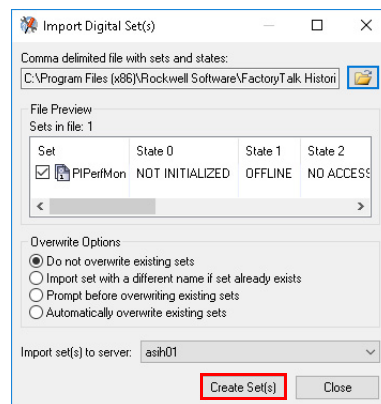 Import Digital Set(s)
Comma delimited file with sets and states:
C:\Program Files (x86)\Rockwell Software\FactoryTalk Histori
File Preview
Sets in file: 1
Set State 0 State 1 State 2
PIPerfMon NOT INITIALIZED OFFLINE NO ACCESS
Overwrite Options
Do not overwrite existing sets
Import set with a different name if set already exists
Prompt before overwriting existing sets
Automatically overwrite existing sets
Import set(s) to server: asih01
Create Set(s) Close